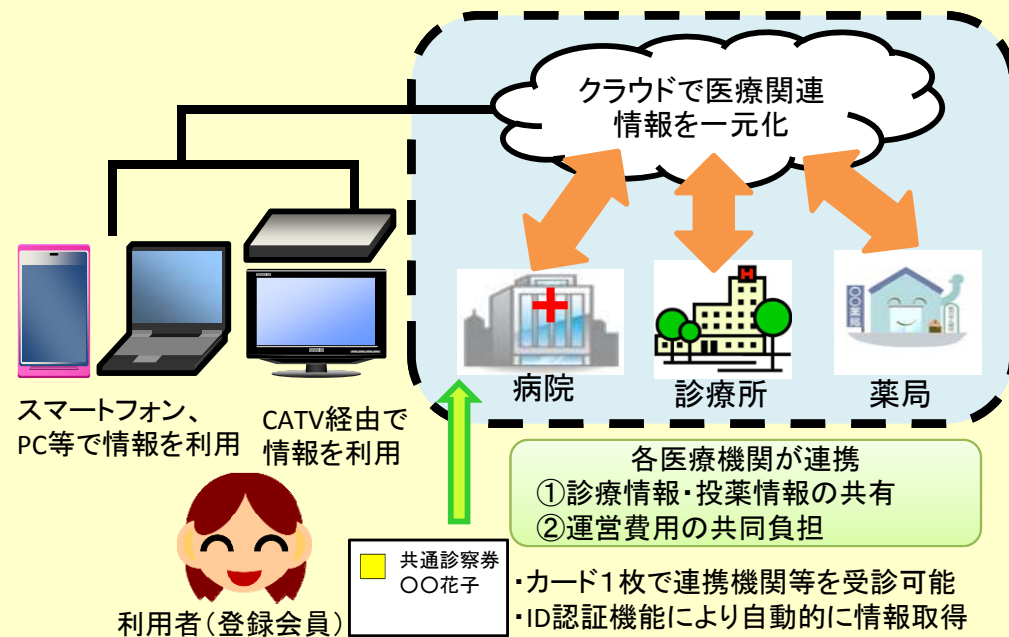 クラウドで医療関連
情報を一元化
病院
診療所
薬局
H
〇〇薬局
スマートフォン、
PC等で情報を利用
CATV経由で
情報を利用
各医療機関が連携
①診療情報・投薬情報の共有
②運営費用の共同負担
共通診察券
〇〇花子
利用者(登録会員)
・カード１枚で連携機関等を受診可能
・ID認証機能により自動的に情報取得